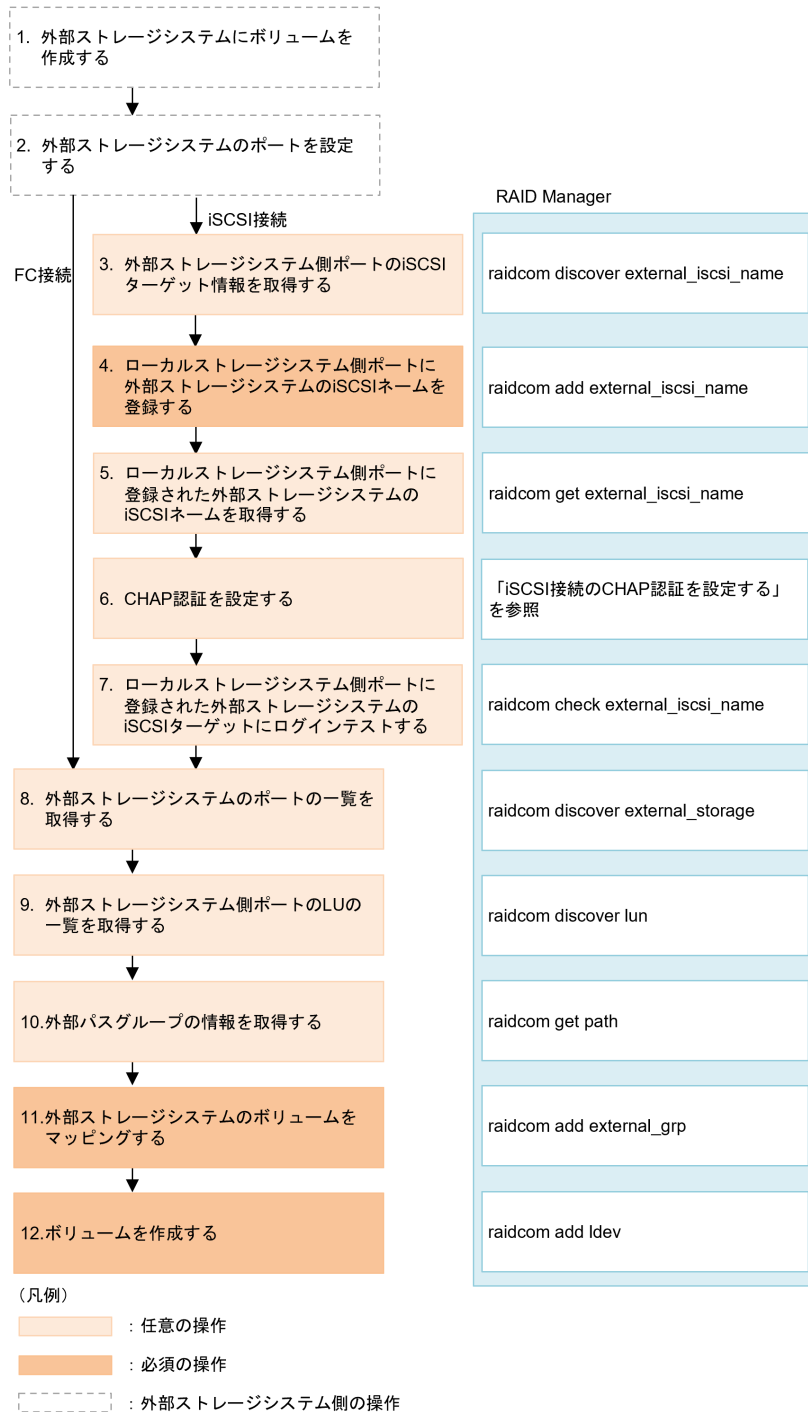 1. 外部ストレージシステムにボリュームを
作成する
2. 外部ストレージシステムのポートを設定
する
RAID Manager
iSCSI接続
FC接続
3. 外部ストレージシステム側ポートのiSCSI
ターゲット情報を取得する
raidcom discover external_iscsi_name
4. ローカルストレージシステム側ポートに
外部ストレージシステムのiSCSIネームを
登録する
raidcom add external_iscsi_name
5. ローカルストレージシステム側ポートに
登録された外部ストレージシステムの
iSCSIネームを取得する
raidcom get external_iscsi_name
6. CHAP認証を設定する
「iSCSI接続のCHAP認証を設定する」
を参照
7. ローカルストレージシステム側ポートに
登録された外部ストレージシステムの
iSCSIターゲットにログインテストする
raidcom check external_iscsi_name
8. 外部ストレージシステムのポートの一覧を
取得する
raidcom discover external_storage
9. 外部ストレージシステム側ポートのLUの
一覧を取得する
raidcom discover lun
10.外部パスグループの情報を取得する
raidcom get path
11.外部ストレージシステムのボリュームを
マッピングする
raidcom add external_grp
12.ボリュームを作成する
raidcom add ldev
（凡例）
：任意の操作
：必須の操作
：外部ストレージシステム側の操作